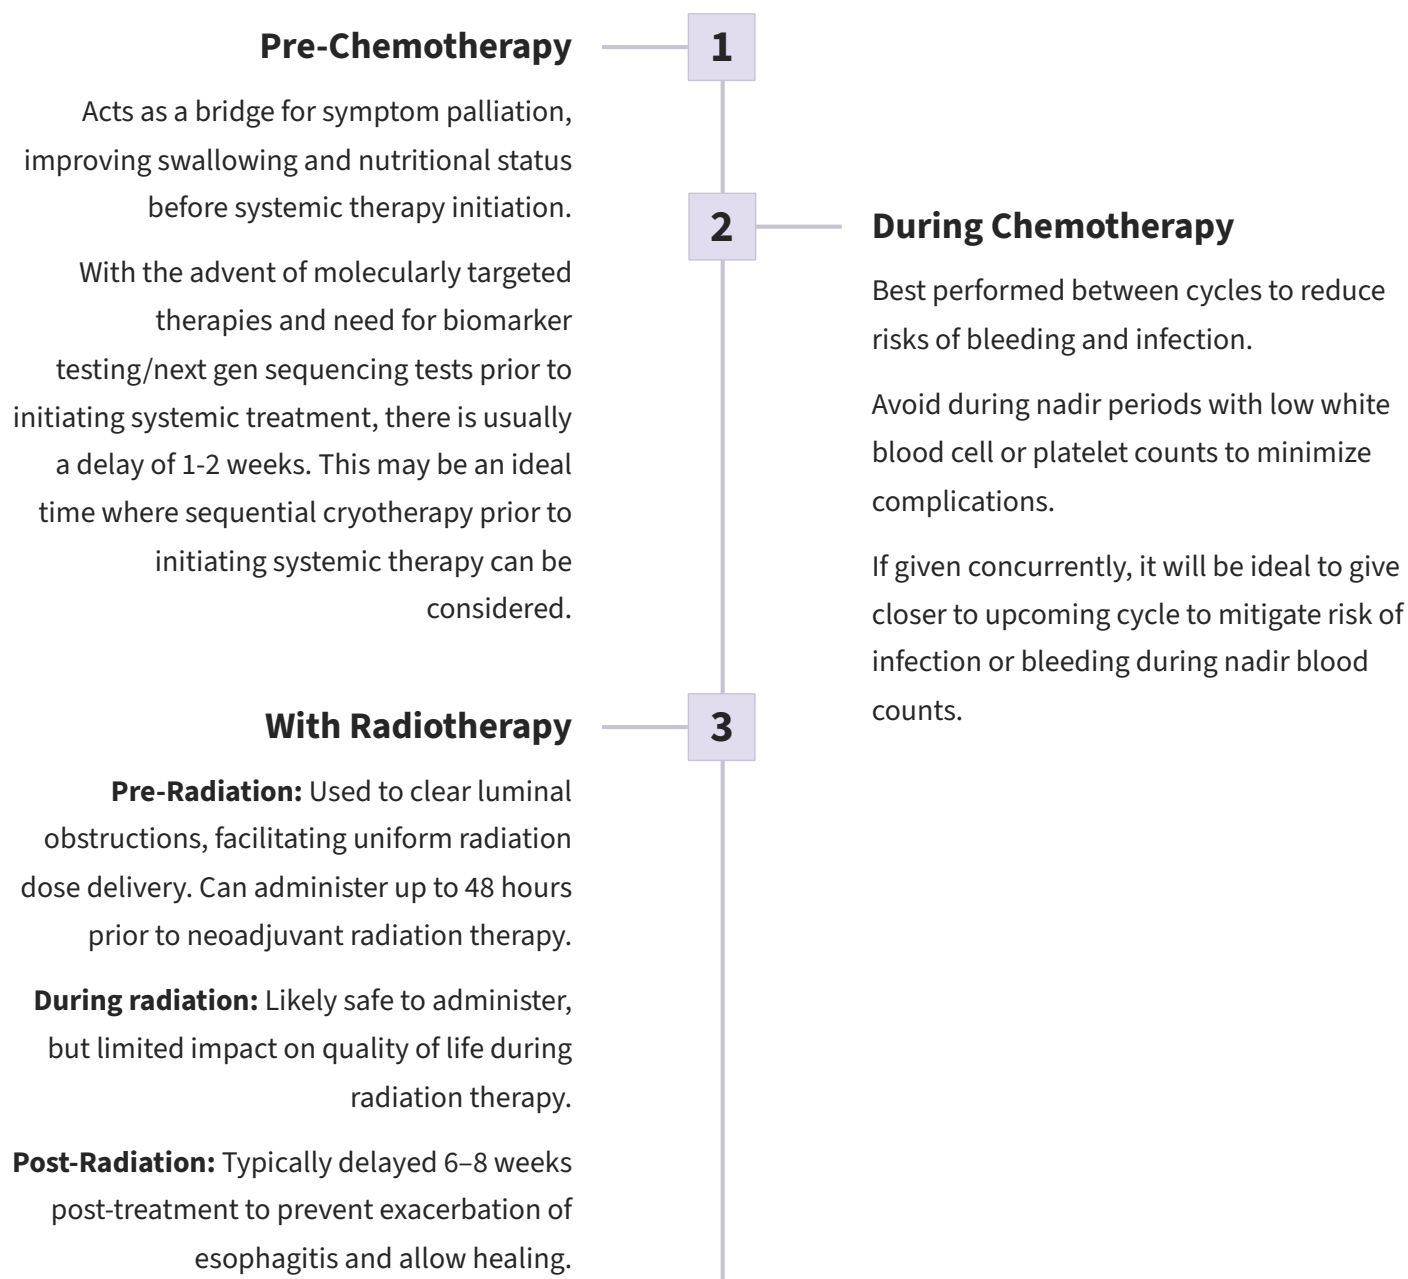 Pre-Chemotherapy
1
Acts as a bridge for symptom palliation,
improving swallowing and nutritional status
before systemic therapy initiation.
With the advent of molecularly targeted
therapies and need for biomarker
testing/next gen sequencing tests prior to
initiating systemic treatment, there is usually
a delay of 1-2 weeks. This may be an ideal
time where sequential cryotherapy prior to
initiating systemic therapy can be
considered.
2
During Chemotherapy
Best performed between cycles to reduce
risks of bleeding and infection.
Avoid during nadir periods with low white
blood cell or platelet counts to minimize
complications.
If given concurrently, it will be ideal to give
closer to upcoming cycle to mitigate risk of
infection or bleeding during nadir blood
counts.
With Radiotherapy
3
Pre-Radiation: Used to clear luminal
obstructions, facilitating uniform radiation
dose delivery. Can administer up to 48 hours
prior to neoadjuvant radiation therapy.
During radiation: Likely safe to administer,
but limited impact on quality of life during
radiation therapy.
Post-Radiation: Typically delayed 6–8 weeks
post-treatment to prevent exacerbation of
esophagitis and allow healing.